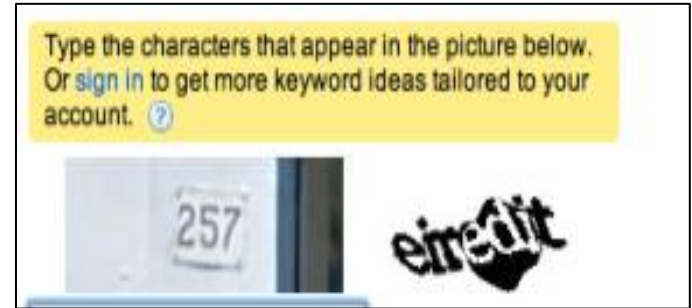 Type the characters that appear in the picture below.
Or sign in to get more keyword ideas tailored to your
account. ?
257 eiredit